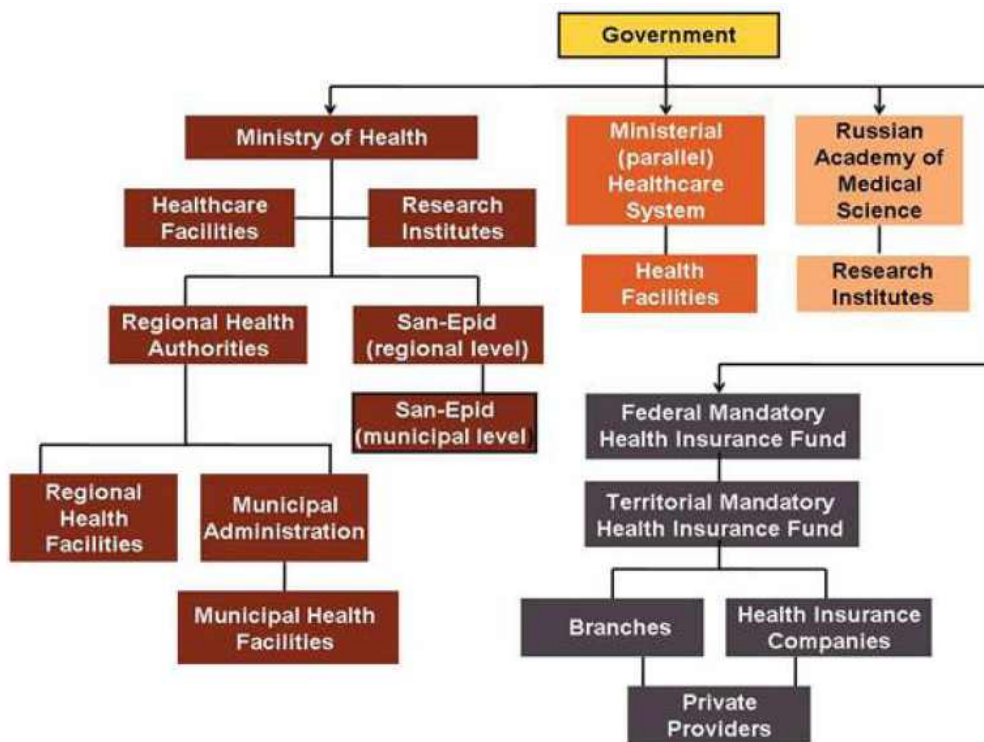 Government
Ministry of Health
Ministerial
(parallel)
Healthcare
System
Russian
Academy of
Medical
Science
Healthcare
Facilities
Research
Institutes
Health
Facilities
Research
Institutes
Regional Health
Authorities
San-Epid
(regional level)
San-Epid
(municipal level)
Federal Mandatory
Health Insurance Fund
Regional
Health
Facilities
Municipal
Administration
Territorial Mandatory
Health Insurance Fund
Municipal Health
Facilities
Branches
Health Insurance
Companies
Private
Providers